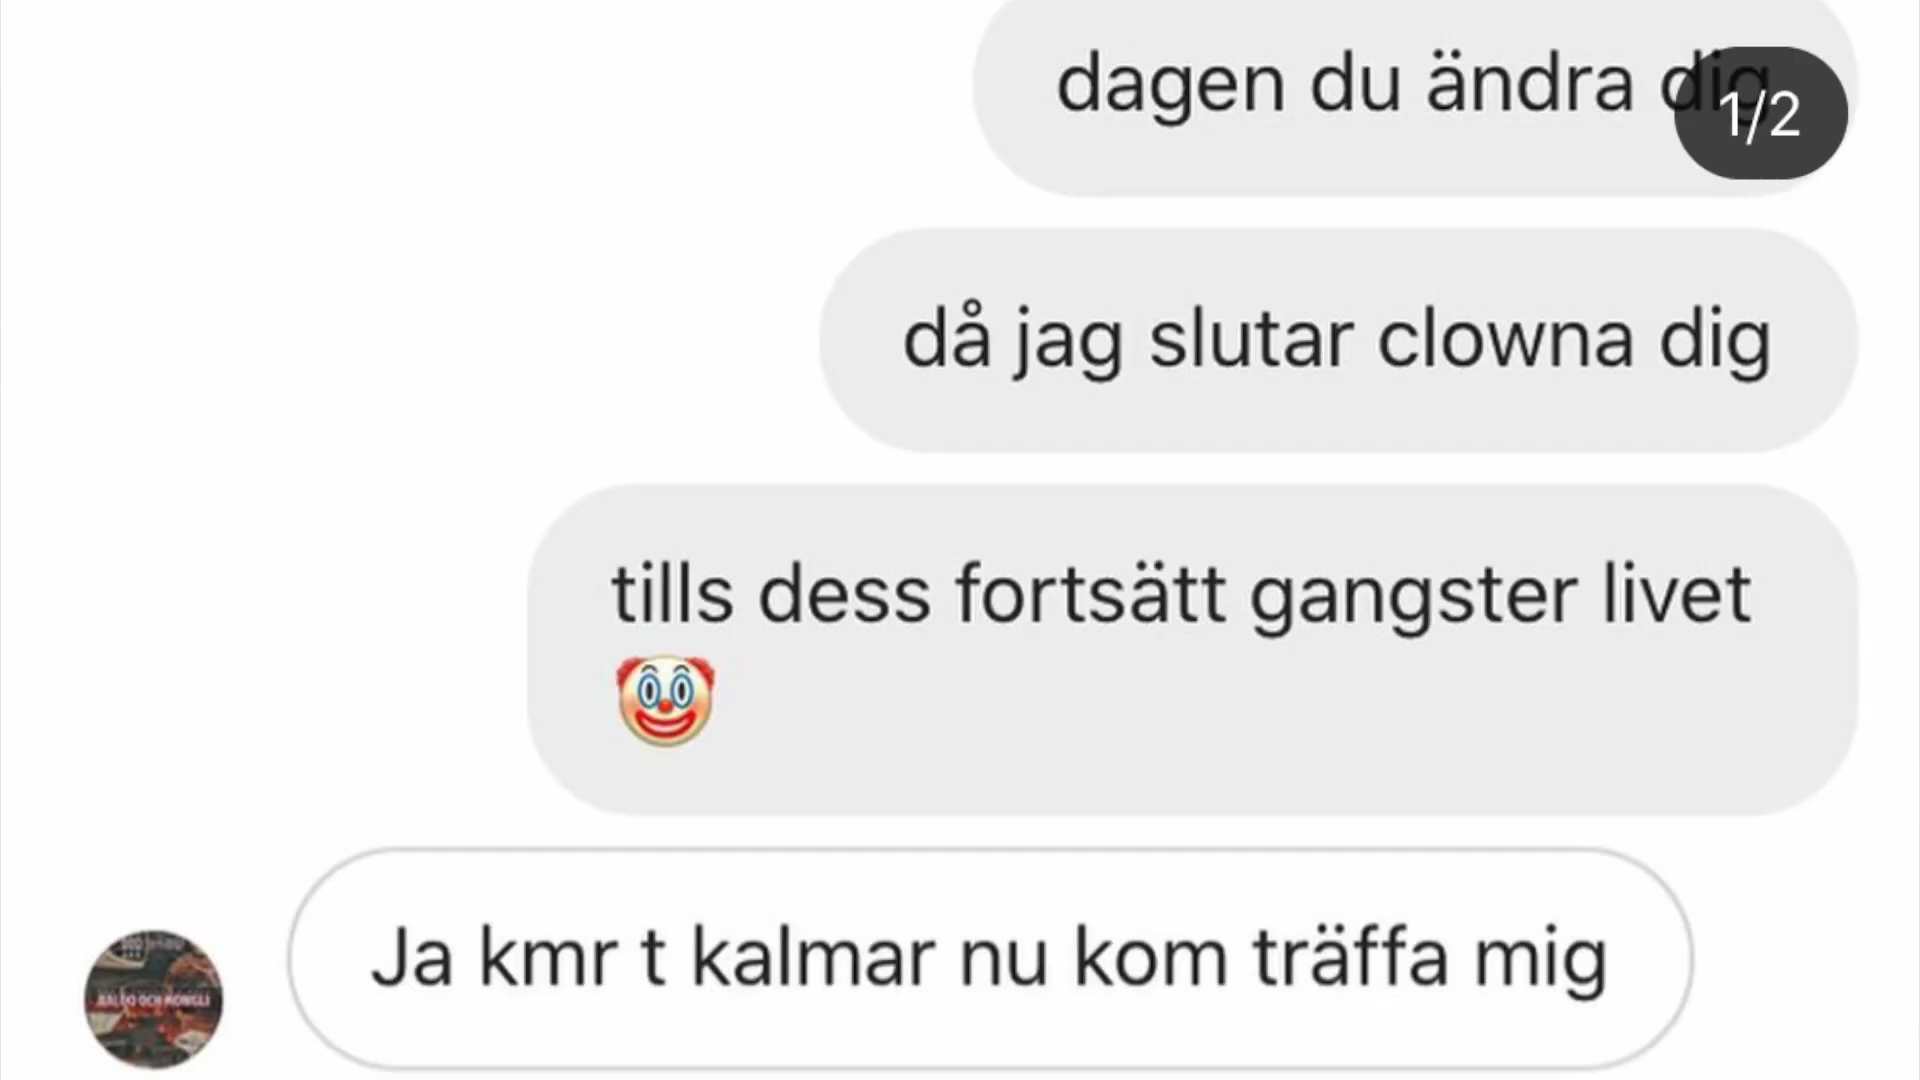 dagen du ändra dig
1/2
då jag slutar clowna dig
tills dess fortsätt gangster livet
🤡
Ja kmr t kalmar nu kom träffa mig